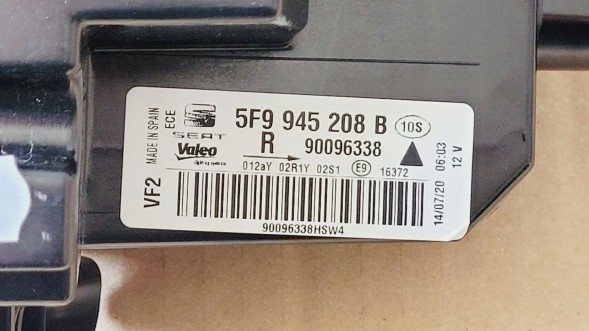 5F9 945 208 B 10S
SEAT
R 90096338
Valeo
012aY 02R1Y 02S1 E9 16372
90096338HSW4
VF2 MADE IN SPAIN ECE
14/07/20 06:03
12 V